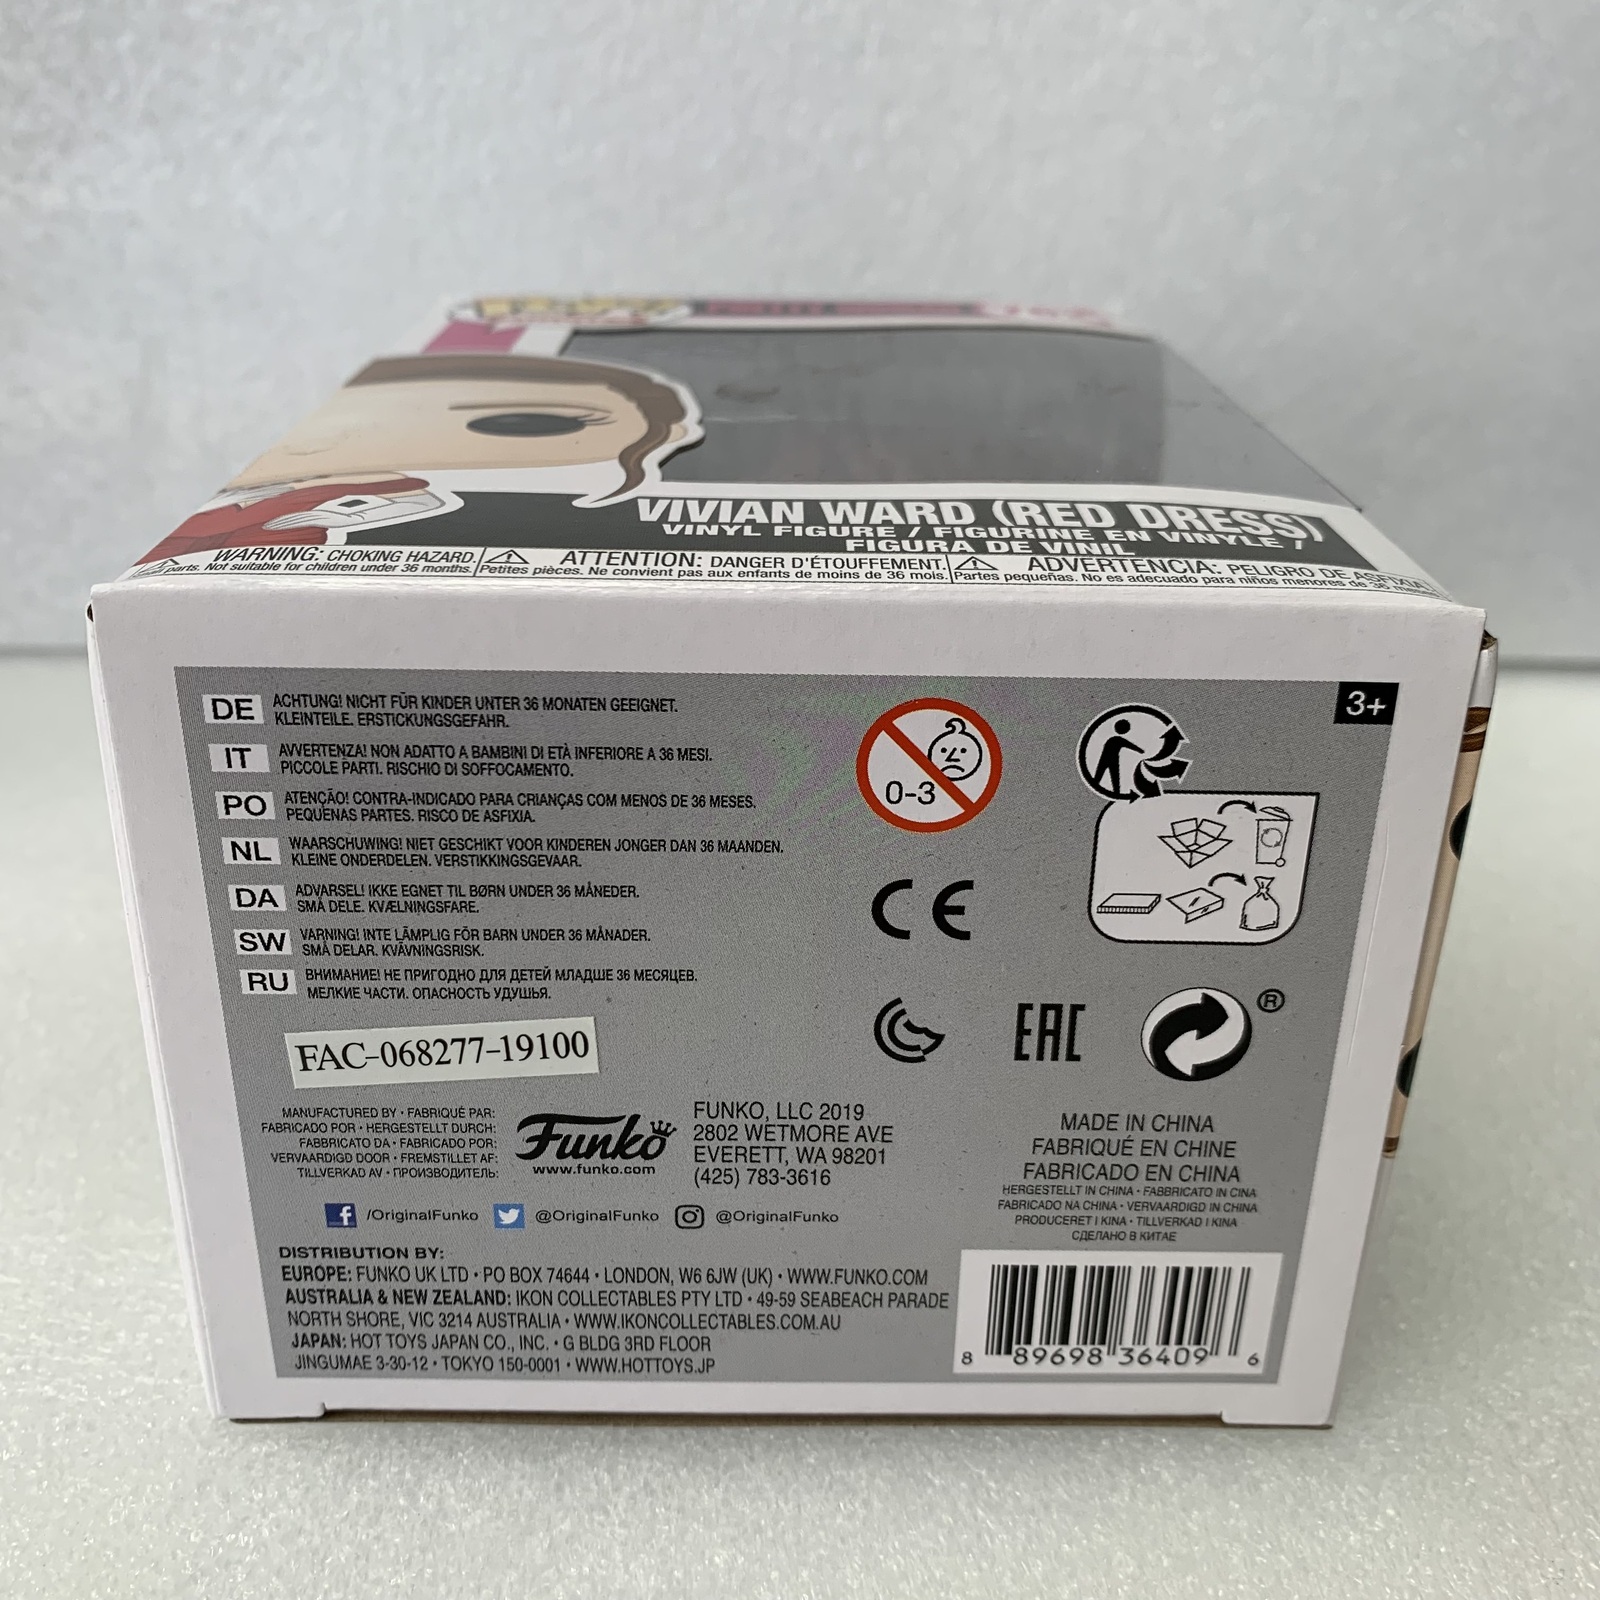 VIVIAN WARD (RED DRESS)
VINYL FIGURE / FIGURINE EN VINYLE /
FIGURA DE VINIL
WARNING: CHOKING HAZARD. ATTENTION: DANGER D'ÉTOUFFEMENT. ADVERTENCIA: PELIGRO DE ASFIXIA
parts. Not suitable for children under 36 months. Petites pièces. Ne convient pas aux enfants de moins de 36 mois. Partes pequeñas. No es adecuado para niños menores de 36
3+
DE ACHTUNG! NICHT FÜR KINDER UNTER 36 MONATEN GEEIGNET.
KLEINTEILE. ERSTICKUNGSGEFAHR.
IT AVVERTENZA! NON ADATTO A BAMBINI DI ETÀ INFERIORE A 36 MESI.
PICCOLE PARTI. RISCHIO DI SOFFOCAMENTO.
PO ATENÇÃO! CONTRA-INDICADO PARA CRIANÇAS COM MENOS DE 36 MESES.
PEQUENAS PARTES. RISCO DE ASFIXIA.
NL WAARSCHUWING! NIET GESCHIKT VOOR KINDEREN JONGER DAN 36 MAANDEN.
KLEINE ONDERDELEN. VERSTIKKINGSGEVAAR.
DA ADVARSEL! IKKE EGNET TIL BØRN UNDER 36 MÅNEDER.
SMÅ DELE. KVÆLNINGSFARE.
SW VARNING! INTE LÄMPLIG FÖR BARN UNDER 36 MÅNADER.
SMÅ DELAR. KVÄVNINGSRISK.
RU ВНИМАНИЕ! НЕ ПРИГОДНО ДЛЯ ДЕТЕЙ МЛАДШЕ 36 МЕСЯЦЕВ.
МЕЛКИЕ ЧАСТИ. ОПАСНОСТЬ УДУШЬЯ.
0-3
CE
EAC
®
FAC-068277-19100
MANUFACTURED BY • FABRIQUÉ PAR:
FABRICADO POR • HERGESTELLT DURCH:
FABBRICATO DA • FABRICADO POR:
VERVAARDIGD DOOR • FREMSTILLET AF:
TILLVERKAD AV • ПРОИЗВОДИТЕЛЬ:
Funko
www.funko.com
FUNKO, LLC 2019
2802 WETMORE AVE
EVERETT, WA 98201
(425) 783-3616
MADE IN CHINA
FABRIQUÉ EN CHINE
FABRICADO EN CHINA
HERGESTELLT IN CHINA • FABBRICATO IN CINA
FABRICADO NA CHINA • VERVAARDIGD IN CHINA
PRODUCERET I KINA • TILLVERKAD I KINA
СДЕЛАНО В КИТАЕ
f /OriginalFunko @OriginalFunko @OriginalFunko
DISTRIBUTION BY:
EUROPE: FUNKO UK LTD • PO BOX 74644 • LONDON, W6 6JW (UK) • WWW.FUNKO.COM
AUSTRALIA & NEW ZEALAND: IKON COLLECTABLES PTY LTD • 49-59 SEABEACH PARADE
NORTH SHORE, VIC 3214 AUSTRALIA • WWW.IKONCOLLECTABLES.COM.AU
JAPAN: HOT TOYS JAPAN CO., INC. • G BLDG 3RD FLOOR
JINGUMAE 3-30-12 • TOKYO 150-0001 • WWW.HOTTOYS.JP
8 89698 36409 6